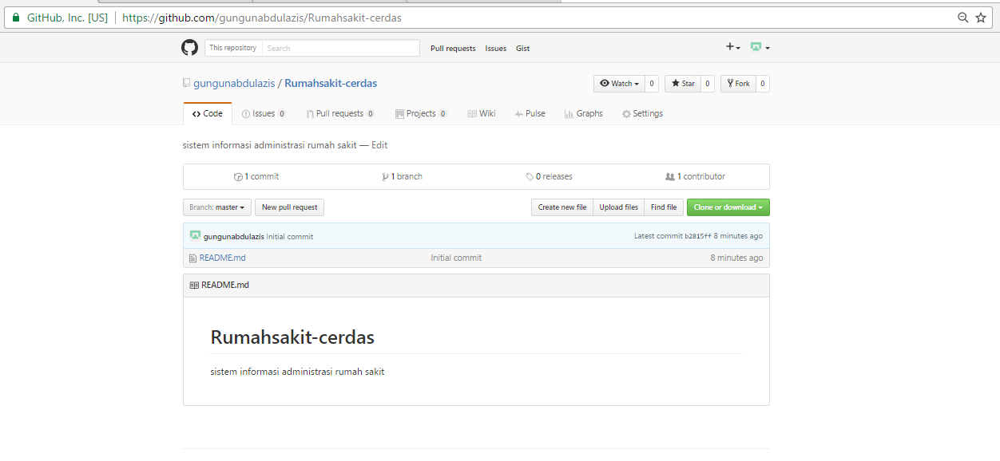 GitHub, Inc. [US] https://github.com/gungunabdulazis/Rumahsakit-cerdas
This repository Search Pull requests Issues Gist
gungunabdulazis / Rumahsakit-cerdas Watch 0 Star 0 Fork 0
Code Issues 0 Pull requests 0 Projects 0 Wiki Pulse Graphs Settings
sistem informasi administrasi rumah sakit — Edit
1 commit 1 branch 0 releases 1 contributor
Branch: master New pull request Create new file Upload files Find file Clone or download
gungunabdulazis Initial commit Latest commit b2815ff 8 minutes ago
README.md Initial commit 8 minutes ago
README.md
Rumahsakit-cerdas
sistem informasi administrasi rumah sakit